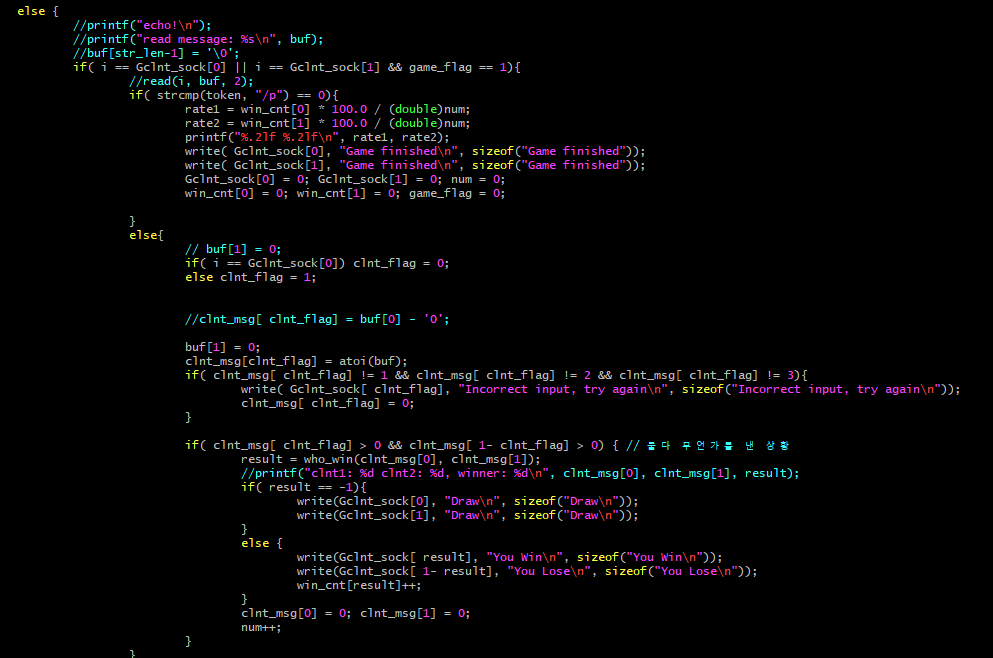 else {
//printf("echo!\n");
//printf("read message: %s\n", buf);
//buf[str_len-1] = '\0';
if( i == Gclnt_sock[0] || i == Gclnt_sock[1] && game_flag == 1){
//read(i, buf, 2);
if( strcmp(token, "/p") == 0){
rate1 = win_cnt[0] * 100.0 / (double)num;
rate2 = win_cnt[1] * 100.0 / (double)num;
printf("%.2lf %.2lf\n", rate1, rate2);
write( Gclnt_sock[0], "Game finished\n", sizeof("Game finished"));
write( Gclnt_sock[1], "Game finished\n", sizeof("Game finished"));
Gclnt_sock[0] = 0; Gclnt_sock[1] = 0; num = 0;
win_cnt[0] = 0; win_cnt[1] = 0; game_flag = 0;
}
else{
// buf[1] = 0;
if( i == Gclnt_sock[0]) clnt_flag = 0;
else clnt_flag = 1;
//clnt_msg[ clnt_flag] = buf[0] - '0';
buf[1] = 0;
clnt_msg[clnt_flag] = atoi(buf);
if( clnt_msg[ clnt_flag] != 1 && clnt_msg[ clnt_flag] != 2 && clnt_msg[ clnt_flag] != 3){
write( Gclnt_sock[ clnt_flag], "Incorrect input, try again\n", sizeof("Incorrect input, try again\n"));
clnt_msg[ clnt_flag] = 0;
}
if( clnt_msg[ clnt_flag] > 0 && clnt_msg[ 1- clnt_flag] > 0) { // 둘다 무언가를 낸 상황
result = who_win(clnt_msg[0], clnt_msg[1]);
//printf("clnt1: %d clnt2: %d, winner: %d\n", clnt_msg[0], clnt_msg[1], result);
if( result == -1){
write(Gclnt_sock[0], "Draw\n", sizeof("Draw\n"));
write(Gclnt_sock[1], "Draw\n", sizeof("Draw\n"));
}
else {
write(Gclnt_sock[ result], "You Win\n", sizeof("You Win\n"));
write(Gclnt_sock[ 1- result], "You Lose\n", sizeof("You Lose\n"));
win_cnt[result]++;
}
clnt_msg[0] = 0; clnt_msg[1] = 0;
num++;
}
}